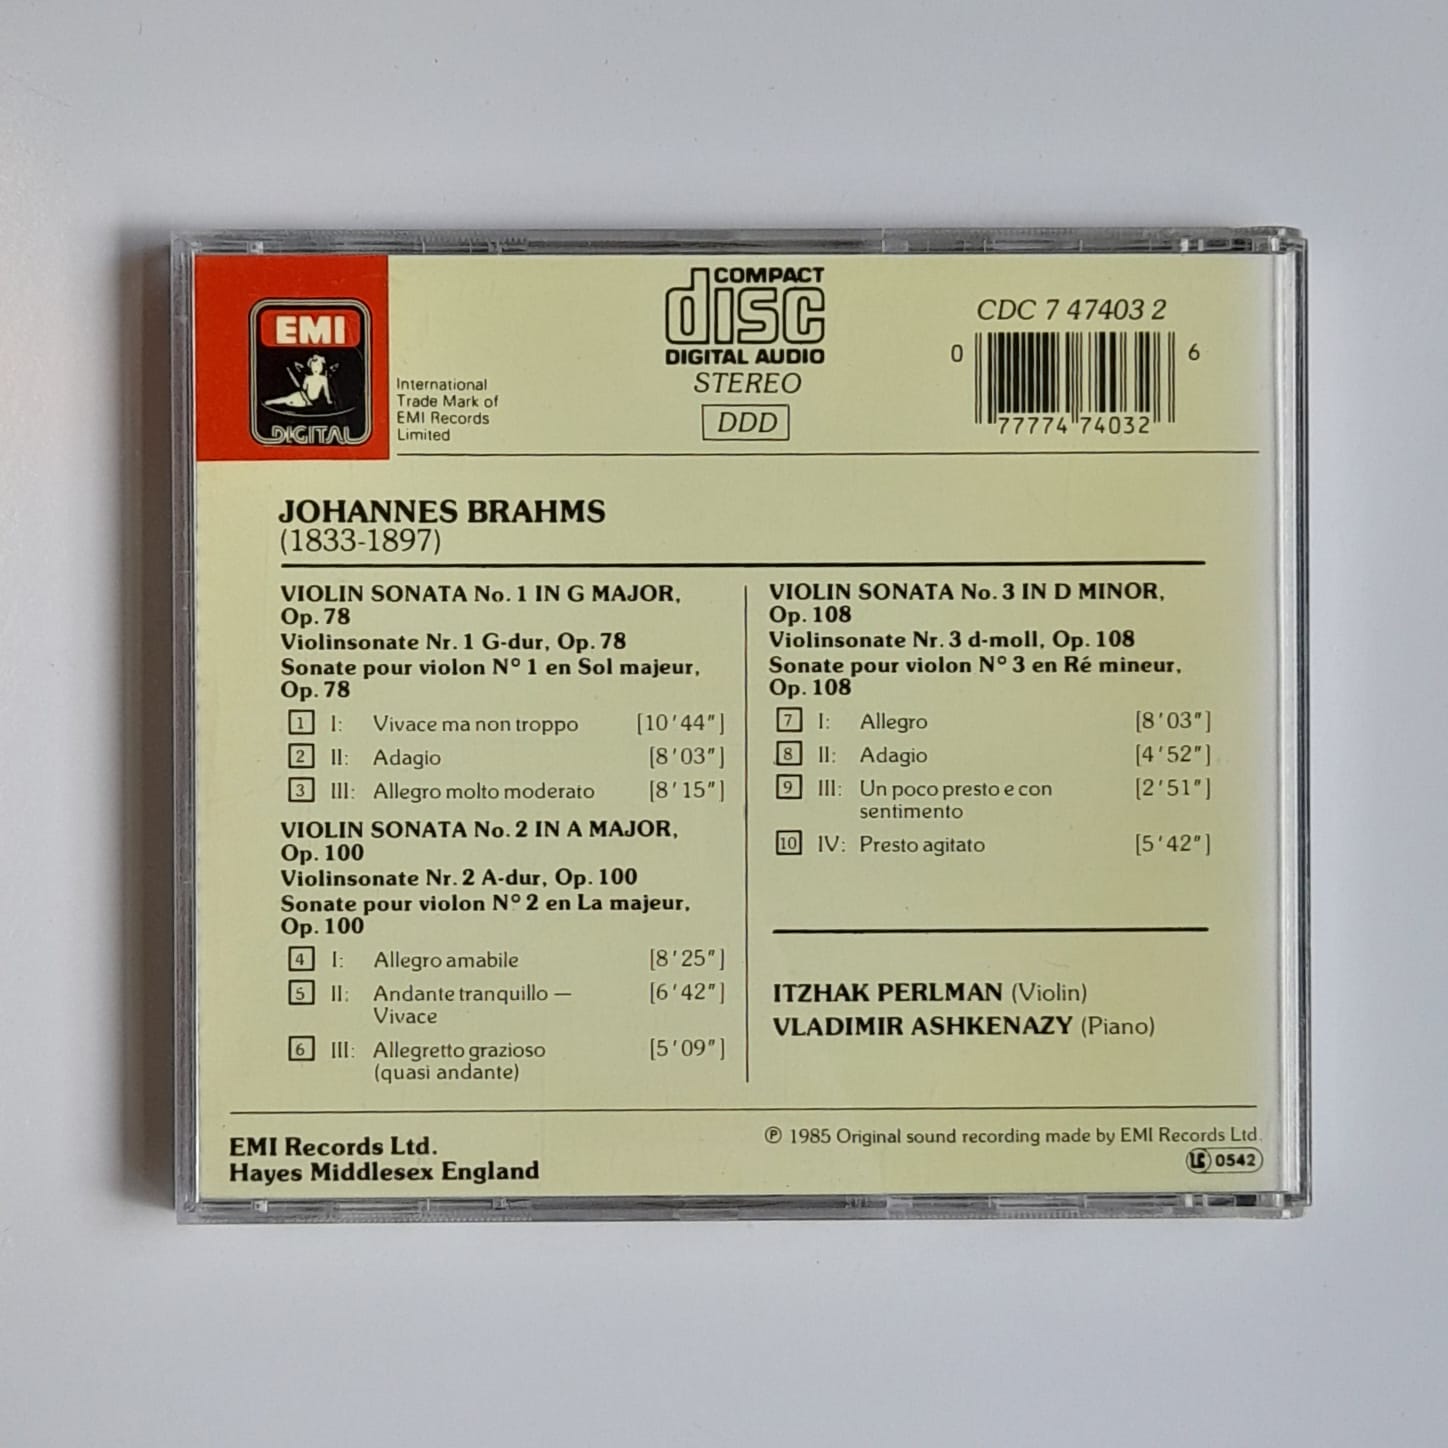 EMI
DIGITAL
International
Trade Mark of
EMI Records
Limited
COMPACT
disc
DIGITAL AUDIO
STEREO
DDD
CDC 7 47403 2
0 77774 74032 6
JOHANNES BRAHMS
(1833-1897)
VIOLIN SONATA No. 1 IN G MAJOR,
Op. 78
Violinsonate Nr. 1 G-dur, Op. 78
Sonate pour violon N° 1 en Sol majeur,
Op. 78
1 I: Vivace ma non troppo [10'44"]
2 II: Adagio [8'03"]
3 III: Allegro molto moderato [8'15"]
VIOLIN SONATA No. 2 IN A MAJOR,
Op. 100
Violinsonate Nr. 2 A-dur, Op. 100
Sonate pour violon N° 2 en La majeur,
Op. 100
4 I: Allegro amabile [8'25"]
5 II: Andante tranquillo —
Vivace [6'42"]
6 III: Allegretto grazioso [5'09"]
(quasi andante)
VIOLIN SONATA No. 3 IN D MINOR,
Op. 108
Violinsonate Nr. 3 d-moll, Op. 108
Sonate pour violon N° 3 en Ré mineur,
Op. 108
7 I: Allegro [8'03"]
8 II: Adagio [4'52"]
9 III: Un poco presto e con [2'51"]
sentimento
10 IV: Presto agitato [5'42"]
ITZHAK PERLMAN (Violin)
VLADIMIR ASHKENAZY (Piano)
EMI Records Ltd.
Hayes Middlesex England
℗ 1985 Original sound recording made by EMI Records Ltd.
LC 0542